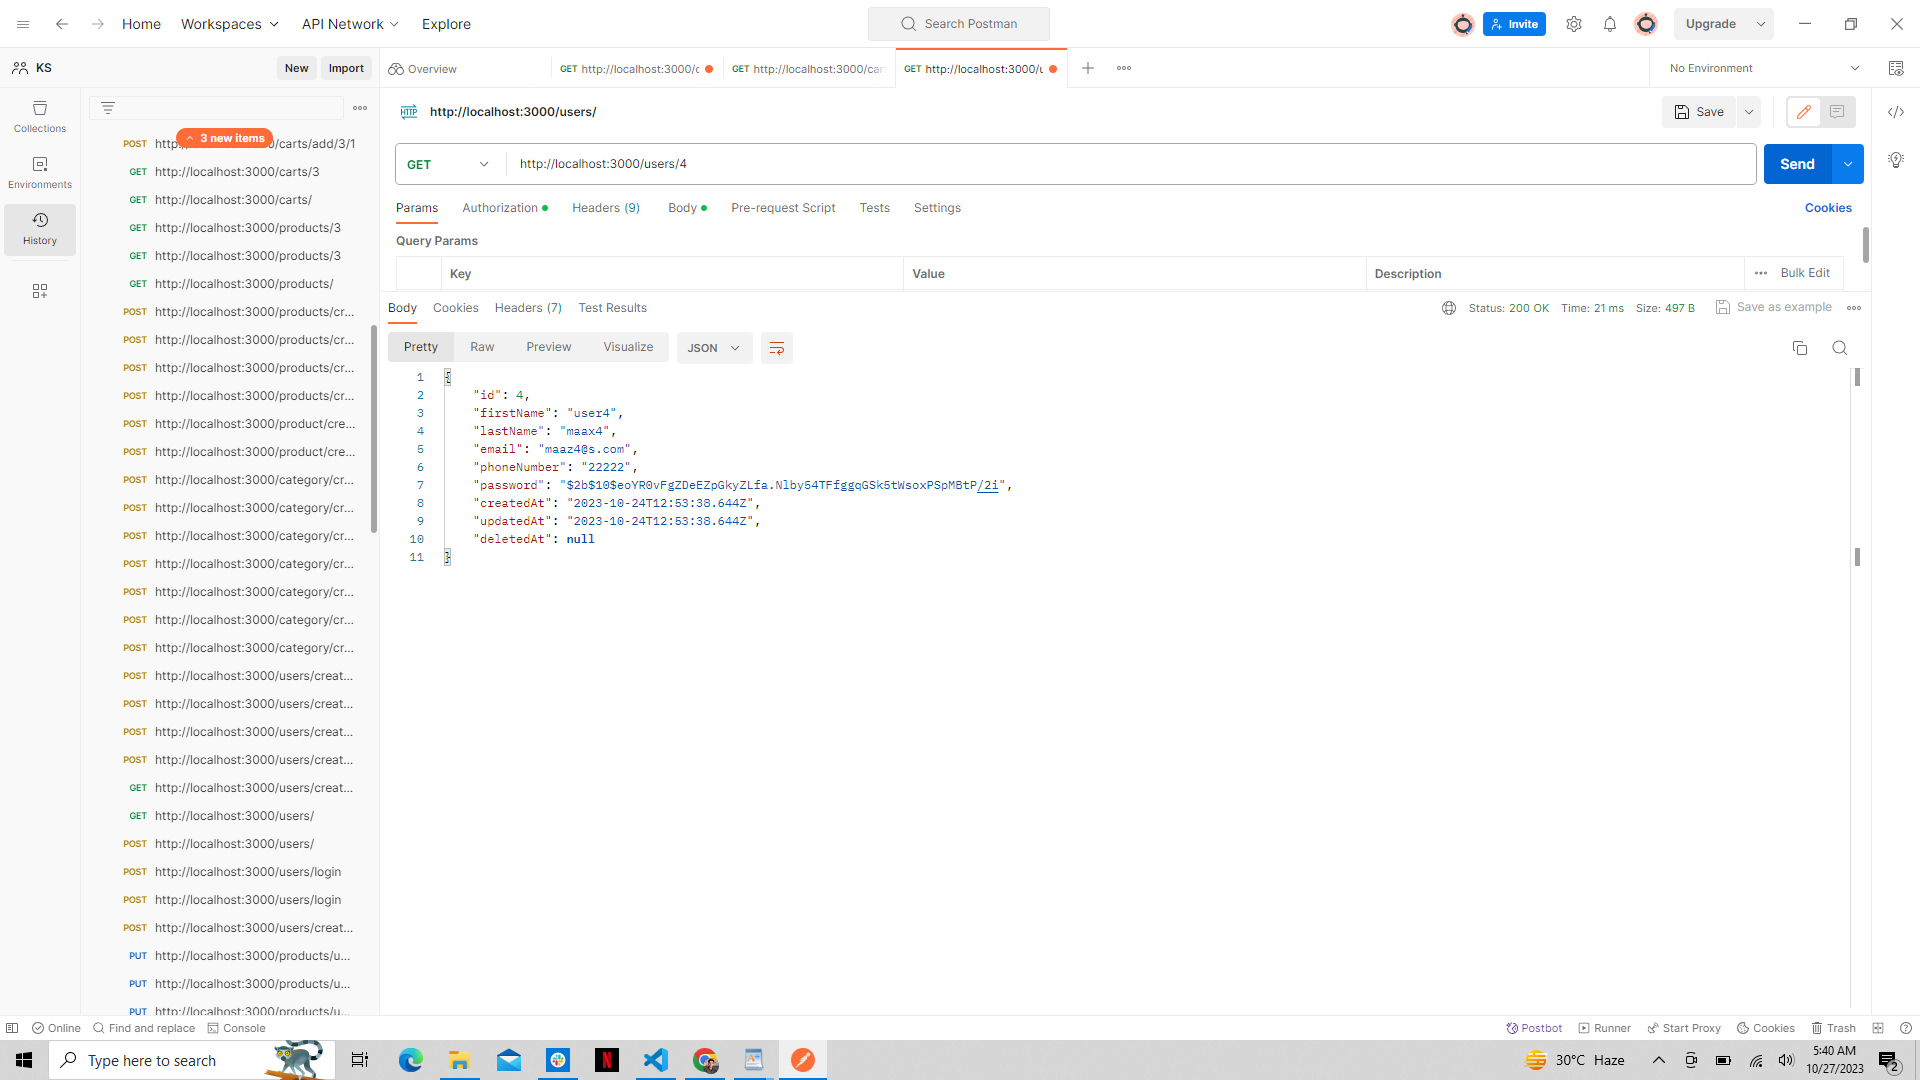 Home Workspaces API Network Explore
Search Postman
Invite
Upgrade
KS
New Import
Overview
GET http://localhost:3000/c
GET http://localhost:3000/car
GET http://localhost:3000/u
No Environment
Collections
Environments
History
3 new items
POST http:/ /carts/add/3/1
GET http://localhost:3000/carts/3
GET http://localhost:3000/carts/
GET http://localhost:3000/products/3
GET http://localhost:3000/products/3
GET http://localhost:3000/products/
POST http://localhost:3000/products/cr...
POST http://localhost:3000/products/cr...
POST http://localhost:3000/products/cr...
POST http://localhost:3000/products/cr...
POST http://localhost:3000/product/cre...
POST http://localhost:3000/product/cre...
POST http://localhost:3000/category/cr...
POST http://localhost:3000/category/cr...
POST http://localhost:3000/category/cr...
POST http://localhost:3000/category/cr...
POST http://localhost:3000/category/cr...
POST http://localhost:3000/category/cr...
POST http://localhost:3000/category/cr...
POST http://localhost:3000/users/creat...
POST http://localhost:3000/users/creat...
POST http://localhost:3000/users/creat...
POST http://localhost:3000/users/creat...
GET http://localhost:3000/users/creat...
GET http://localhost:3000/users/
POST http://localhost:3000/users/
POST http://localhost:3000/users/login
POST http://localhost:3000/users/login
POST http://localhost:3000/users/creat...
PUT http://localhost:3000/products/u...
PUT http://localhost:3000/products/u...
PUT http://localhost:3000/products/u...
HTTP http://localhost:3000/users/
Save
GET http://localhost:3000/users/4
Send
Params Authorization Headers (9) Body Pre-request Script Tests Settings Cookies
Query Params
Key Value Description Bulk Edit
Body Cookies Headers (7) Test Results Status: 200 OK Time: 21 ms Size: 497 B Save as example
Pretty Raw Preview Visualize JSON
1 {
2 "id": 4,
3 "firstName": "user4",
4 "lastName": "maax4",
5 "email": "maaz4@s.com",
6 "phoneNumber": "22222",
7 "password": "$2b$10$eoYR0vFgZDeEZpGkyZLfa.Nlby54TFfggqGSk5tWsoxPSpMBtP/2i",
8 "createdAt": "2023-10-24T12:53:38.644Z",
9 "updatedAt": "2023-10-24T12:53:38.644Z",
10 "deletedAt": null
11 }
Online Find and replace Console Postbot Runner Start Proxy Cookies Trash
Type here to search
30°C Haze
5:40 AM
10/27/2023
2